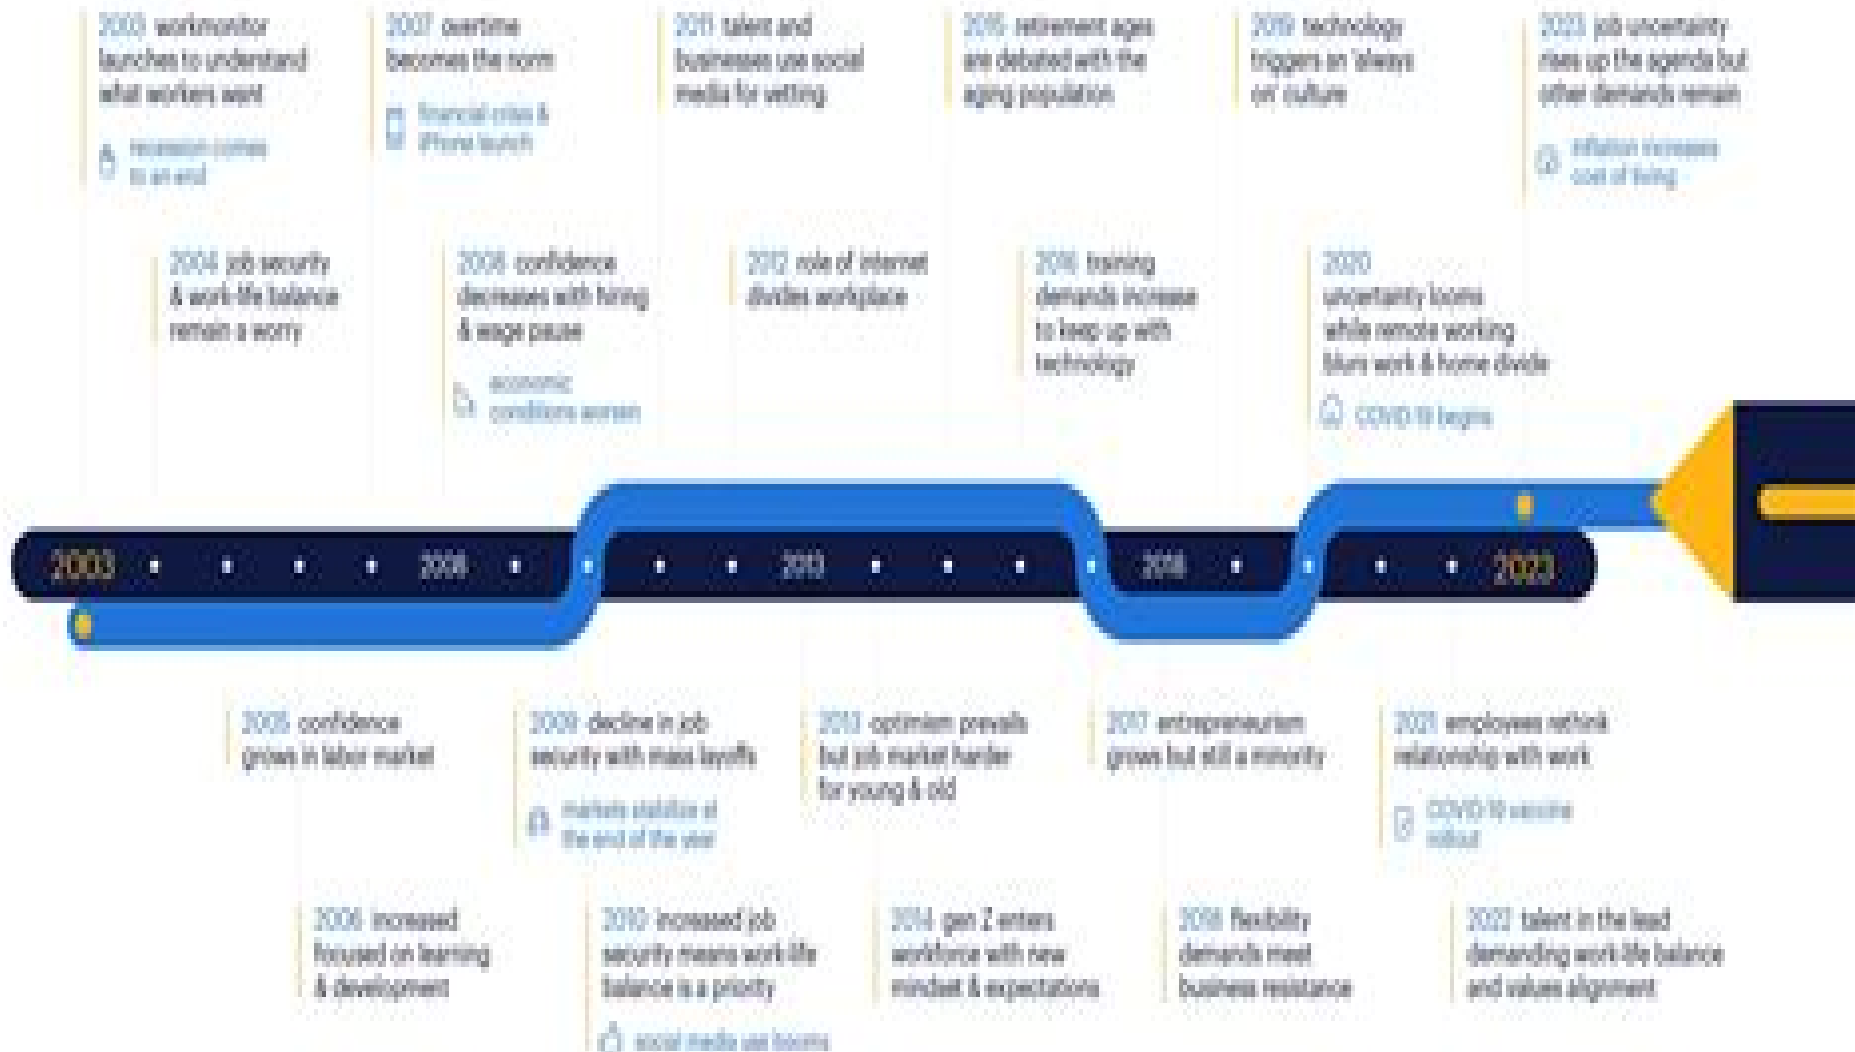 2003 workmonitor
launches to understand
what workers want
recession comes
to an end
2007 overtime
becomes the norm
financial crisis &
iPhone launch
2011 talent and
businesses use social
media for vetting
2015 retirement ages
are debated with the
aging population
2019 technology
triggers an 'always
on' culture
2023 job uncertainty
rises up the agenda but
other demands remain
inflation increases
cost of living
2004 job security
& work-life balance
remain a worry
2008 confidence
decreases with hiring
& wage pause
economic
conditions worsen
2012 role of internet
divides workplace
2016 training
demands increase
to keep up with
technology
2020
uncertainty looms
while remote working
blurs work & home divide
COVID-19 begins
2003 2008 2013 2018 2023
2005 confidence
grows in labor market
2009 decline in job
security with mass layoffs
markets stabilize at
the end of the year
2013 optimism prevails
but job market harder
for young & old
2017 entrepreneurism
grows but still a minority
2021 employees rethink
relationship with work
COVID-19 vaccine
rollout
2006 increased
focused on learning
& development
2010 increased job
security means work-life
balance is a priority
social media use booms
2014 gen Z enters
workforce with new
mindset & expectations
2018 flexibility
demands meet
business resistance
2022 talent in the lead
demanding work-life balance
and values alignment